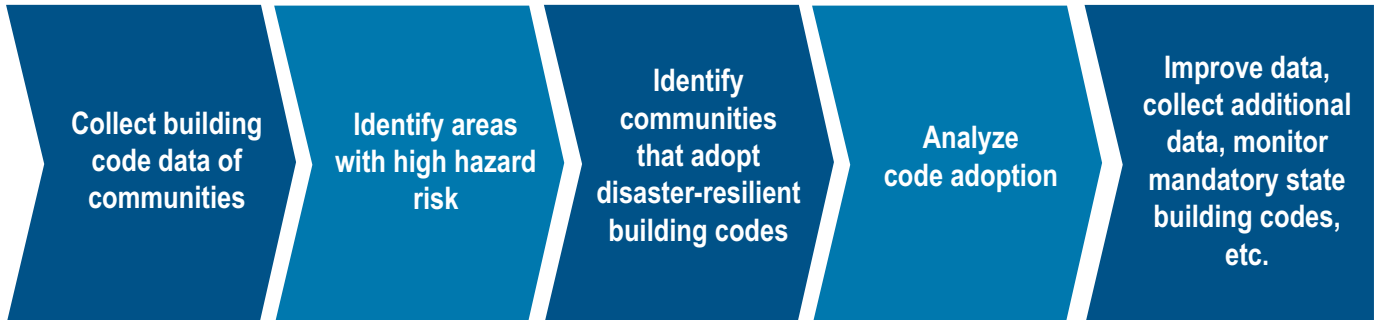 Collect building
code data of
communities
Identify areas
with high hazard
risk
Identify
communities
that adopt
disaster-resilient
building codes
Analyze
code adoption
Improve data,
collect additional
data, monitor
mandatory state
building codes,
etc.